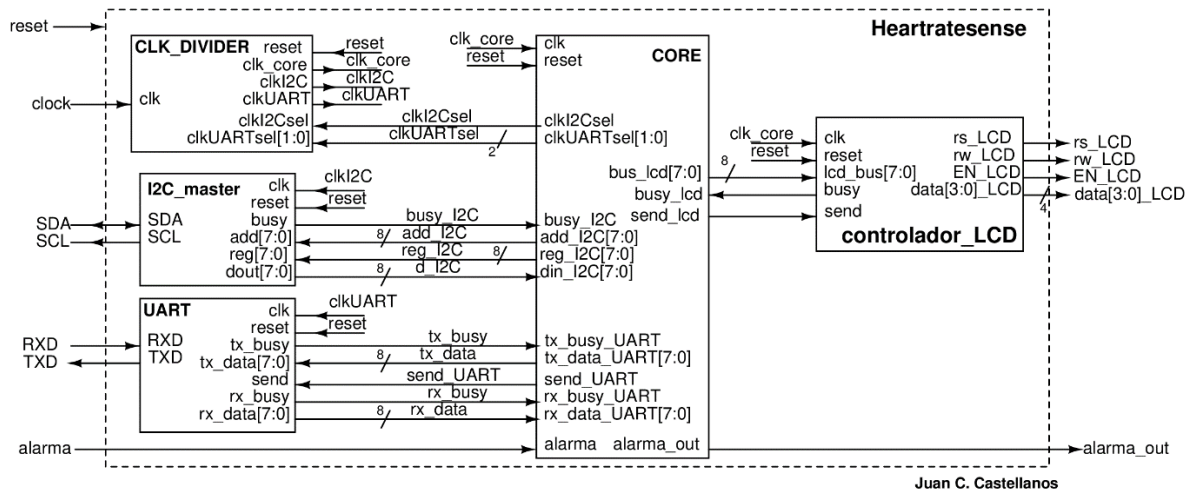 reset
Heartratesense
CLK_DIVIDER
reset
reset
clk_core
clk_core
clkI2C
clkI2C
clkUART
clkUART
clock
clk
clkI2Csel
clkI2Csel
clkUARTsel[1:0]
clkUARTsel
2
I2C_master
clk
clkI2C
reset
reset
SDA
SDA
busy
busy_I2C
SCL
SCL
add[7:0]
8
add_I2C
reg[7:0]
reg_I2C
8
dout[7:0]
8
d_I2C
UART
clk
clkUART
reset
reset
RXD
RXD
tx_busy
tx_busy
TXD
TXD
tx_data[7:0]
8
tx_data
send
send_UART
rx_busy
rx_busy
rx_data[7:0]
8
rx_data
alarma
clk_core
clk
reset
reset
CORE
clkI2Csel
clkUARTsel[1:0]
bus_lcd[7:0]
8
busy_lcd
send_lcd
busy_I2C
add_I2C[7:0]
reg_I2C[7:0]
din_I2C[7:0]
tx_busy_UART
tx_data_UART[7:0]
send_UART
rx_busy_UART
rx_data_UART[7:0]
alarma alarma_out
clk_core
clk
reset
reset
lcd_bus[7:0]
busy
send
rs_LCD
rs_LCD
rw_LCD
rw_LCD
EN_LCD
EN_LCD
data[3:0]_LCD
4
data[3:0]_LCD
controlador_LCD
alarma_out
Juan C. Castellanos